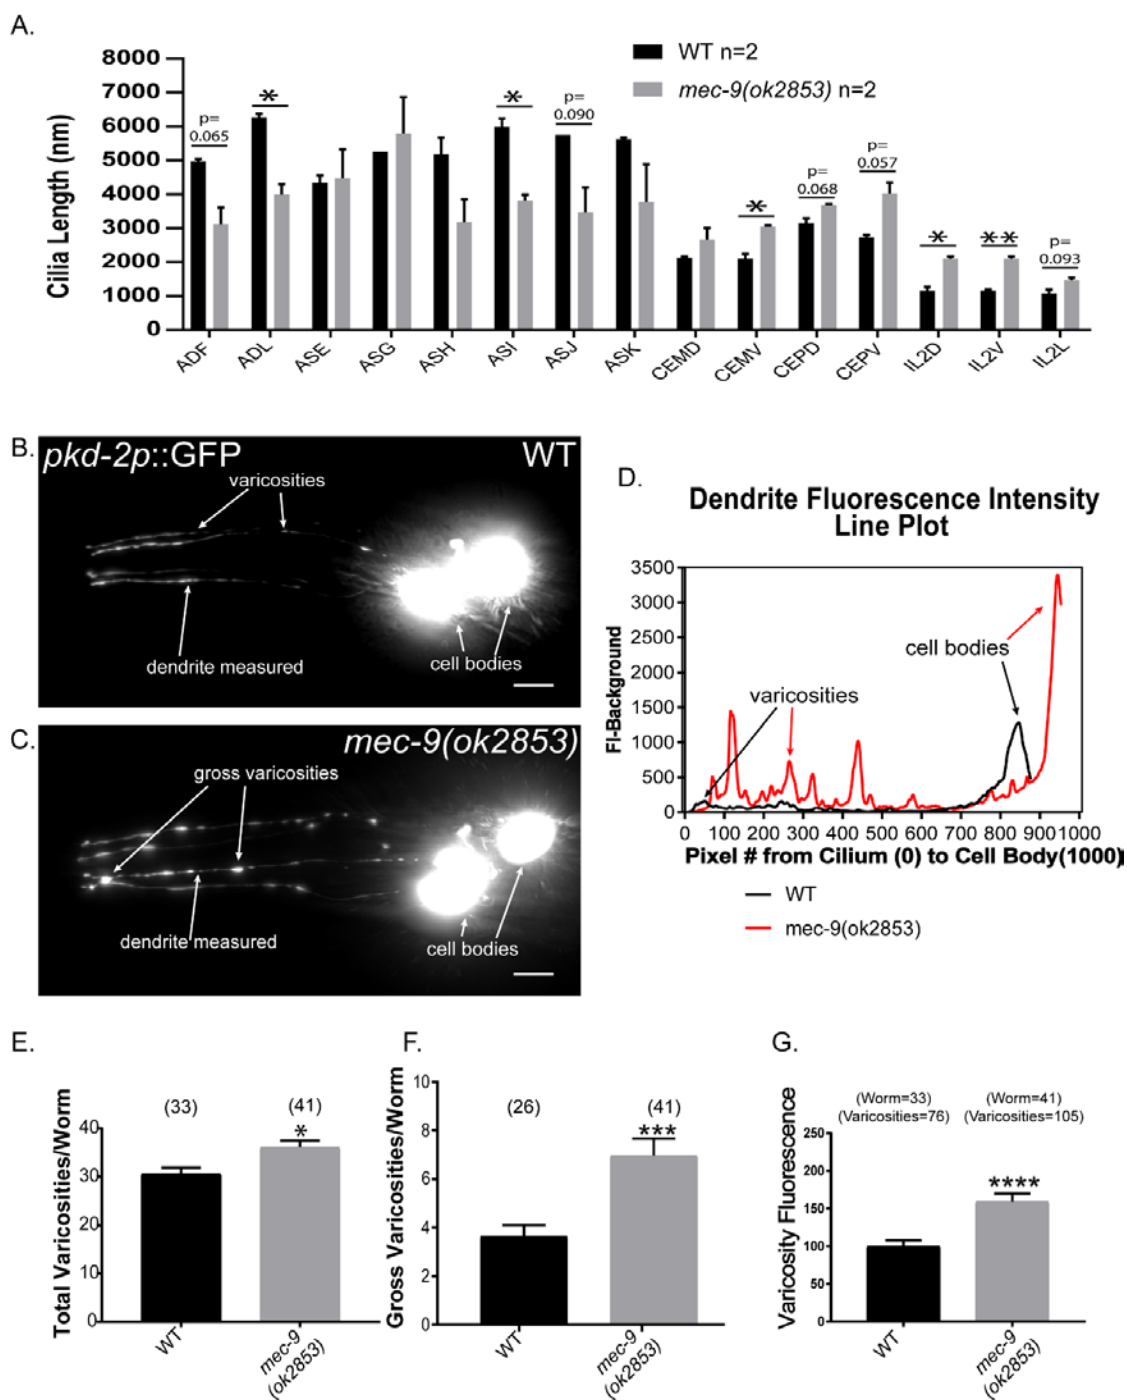 A.
8000
7000
6000
5000
4000
3000
2000
1000
0
Cilia Length (nm)
WT n=2
mec-9(ok2853) n=2
p=
0.065
*
*
p=
0.090
*
p=
0.068
p=
0.057
*
**
p=
0.093
ADF
ADL
ASE
ASG
ASH
ASI
ASJ
ASK
CEMD
CEMV
CEPD
CEPV
IL2D
IL2V
IL2L
B.
pkd-2p::GFP
WT
varicosities
dendrite measured
cell bodies
C.
mec-9(ok2853)
gross varicosities
dendrite measured
cell bodies
D.
Dendrite Fluorescence Intensity
Line Plot
3500
3000
2500
2000
1500
1000
500
0
FI-Background
cell bodies
varicosities
0 100 200 300 400 500 600 700 800 900 1000
Pixel # from Cilium (0) to Cell Body(1000)
WT
mec-9(ok2853)
E.
Total Varicosities/Worm
40
30
20
10
0
(33)
(41)
*
WT
mec-9
(ok2853)
F.
Gross Varicosities/Worm
10
8
6
4
2
0
(26)
(41)
***
WT
mec-9
(ok2853)
G.
Varicosity Fluorescence
250
200
150
100
50
0
(Worm=33)
(Varicosities=76)
(Worm=41)
(Varicosities=105)
****
WT
mec-9
(ok2853)